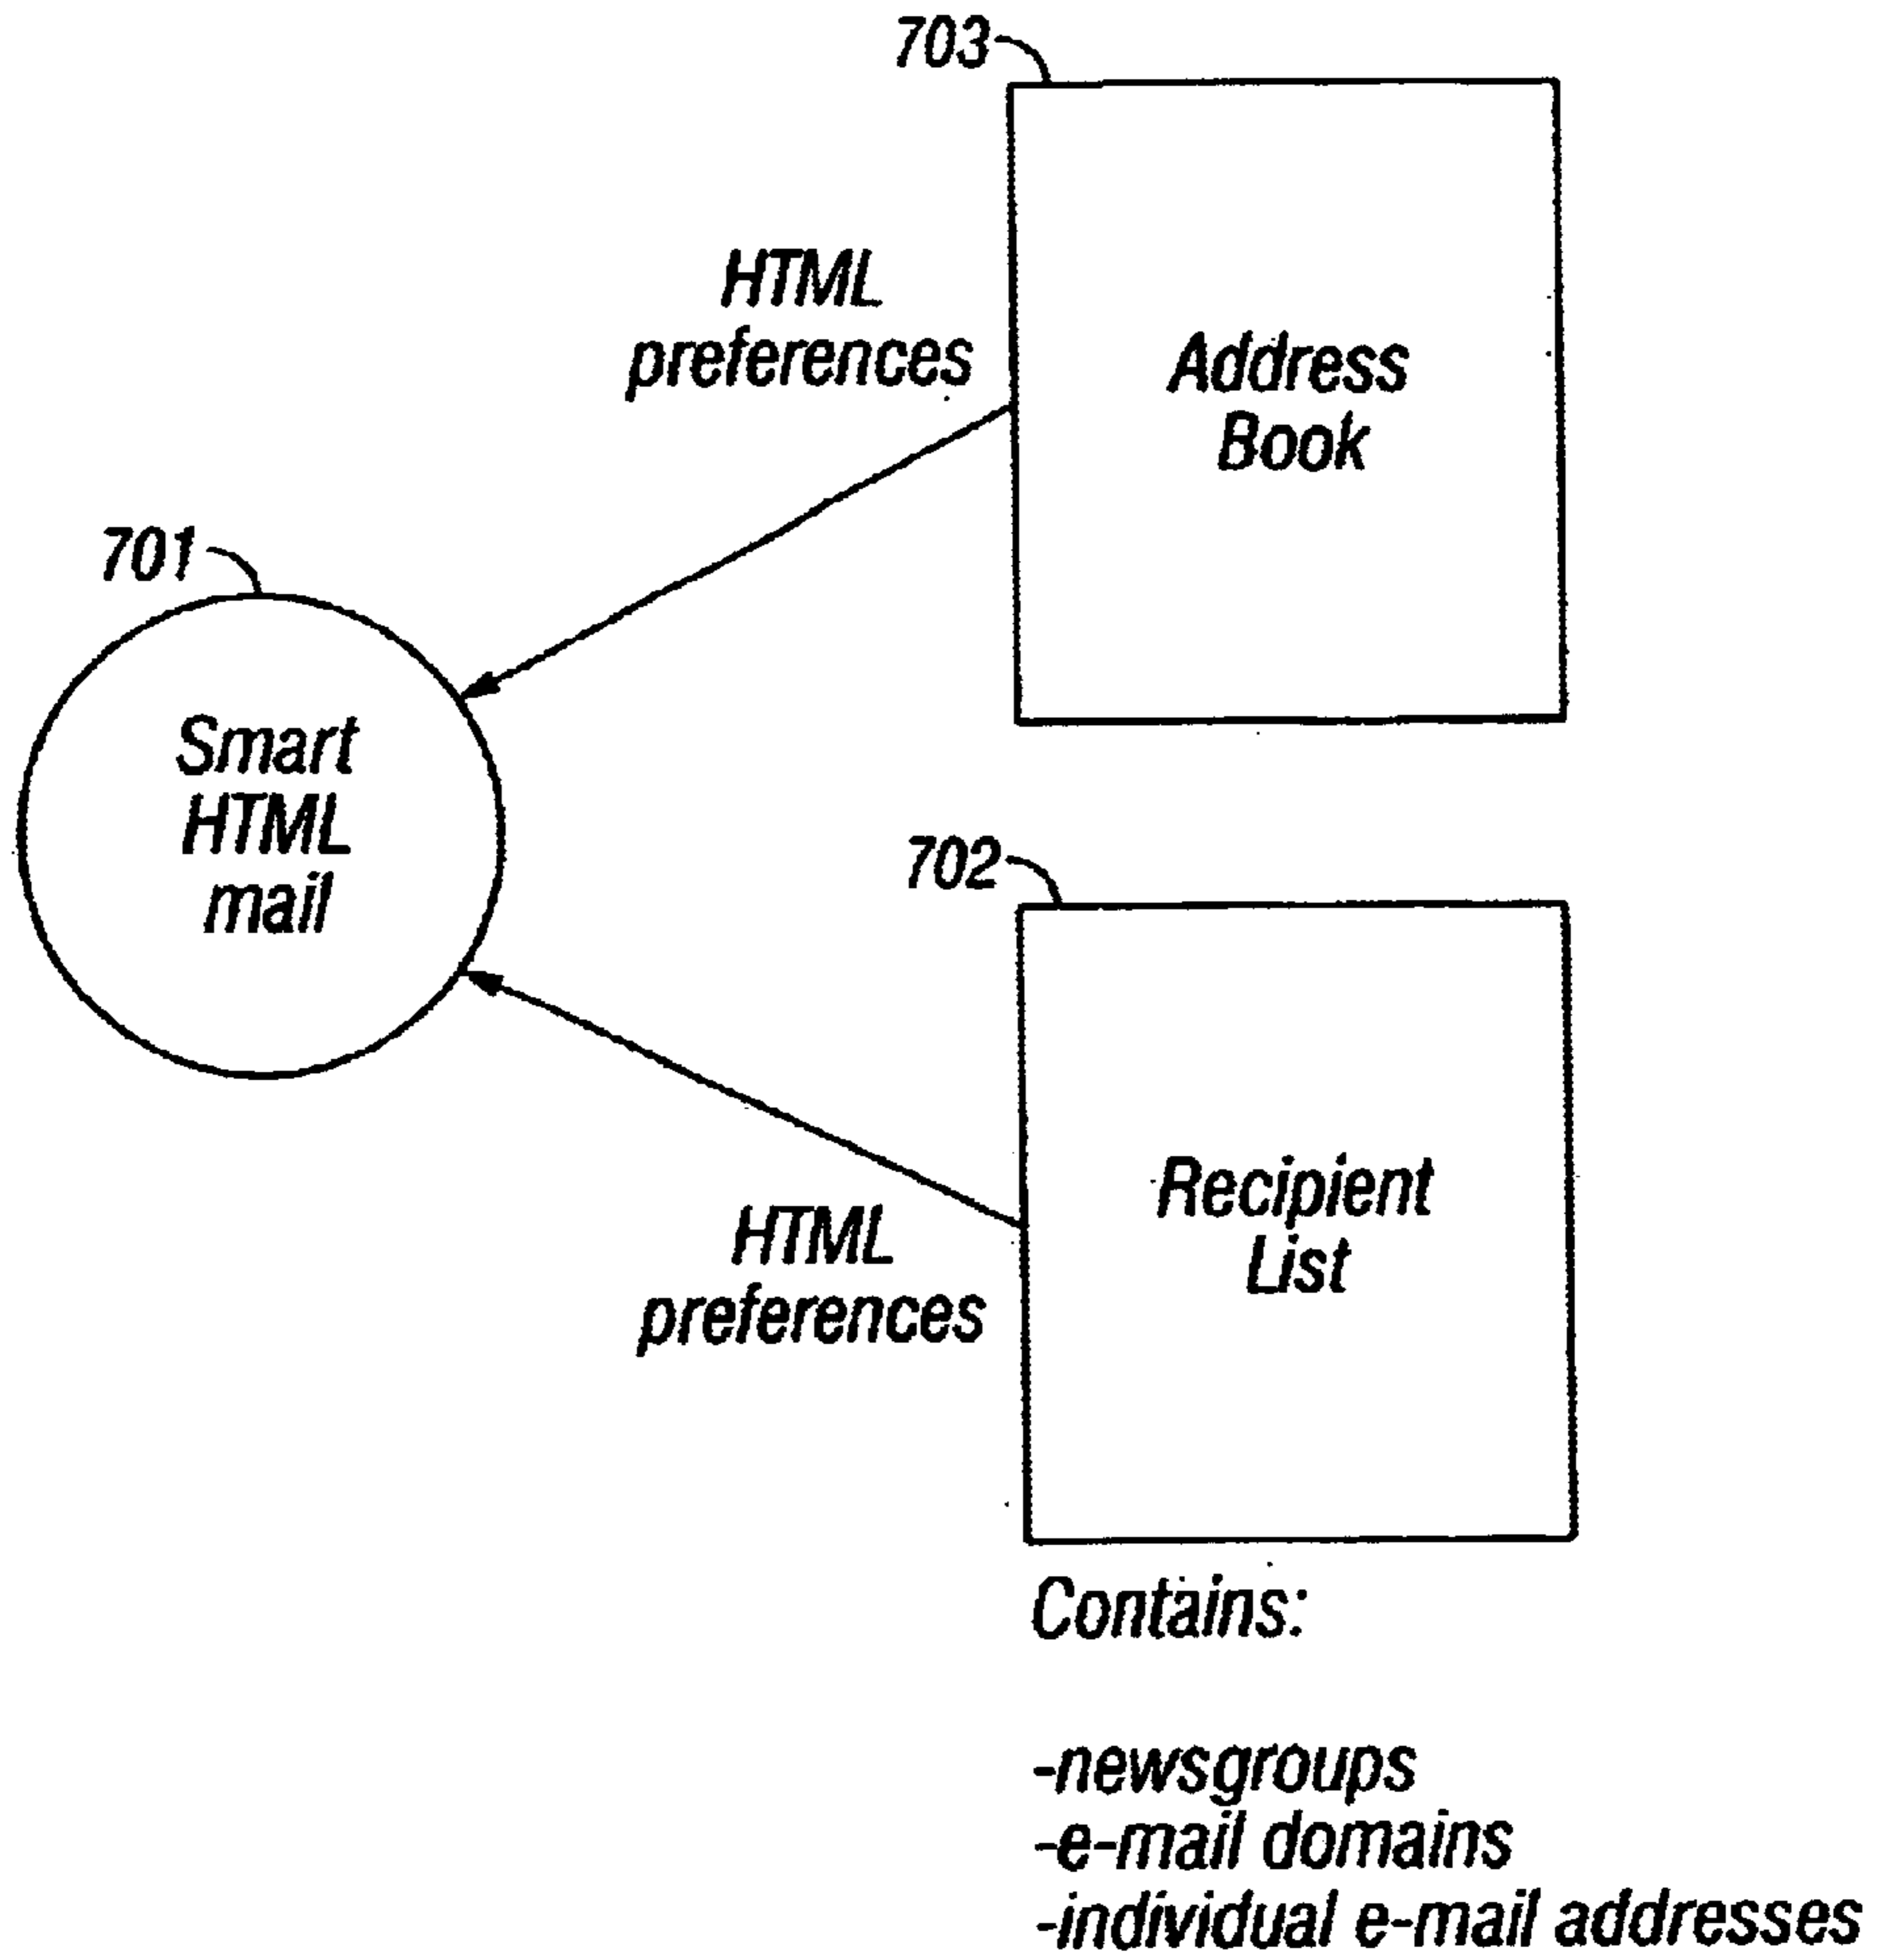 703
HTML
preferences
Address
Book
701
Smart
HTML
mail
702
Recipient
List
HTML
preferences
Contains:
-newsgroups
-e-mail domains
-individual e-mail addresses